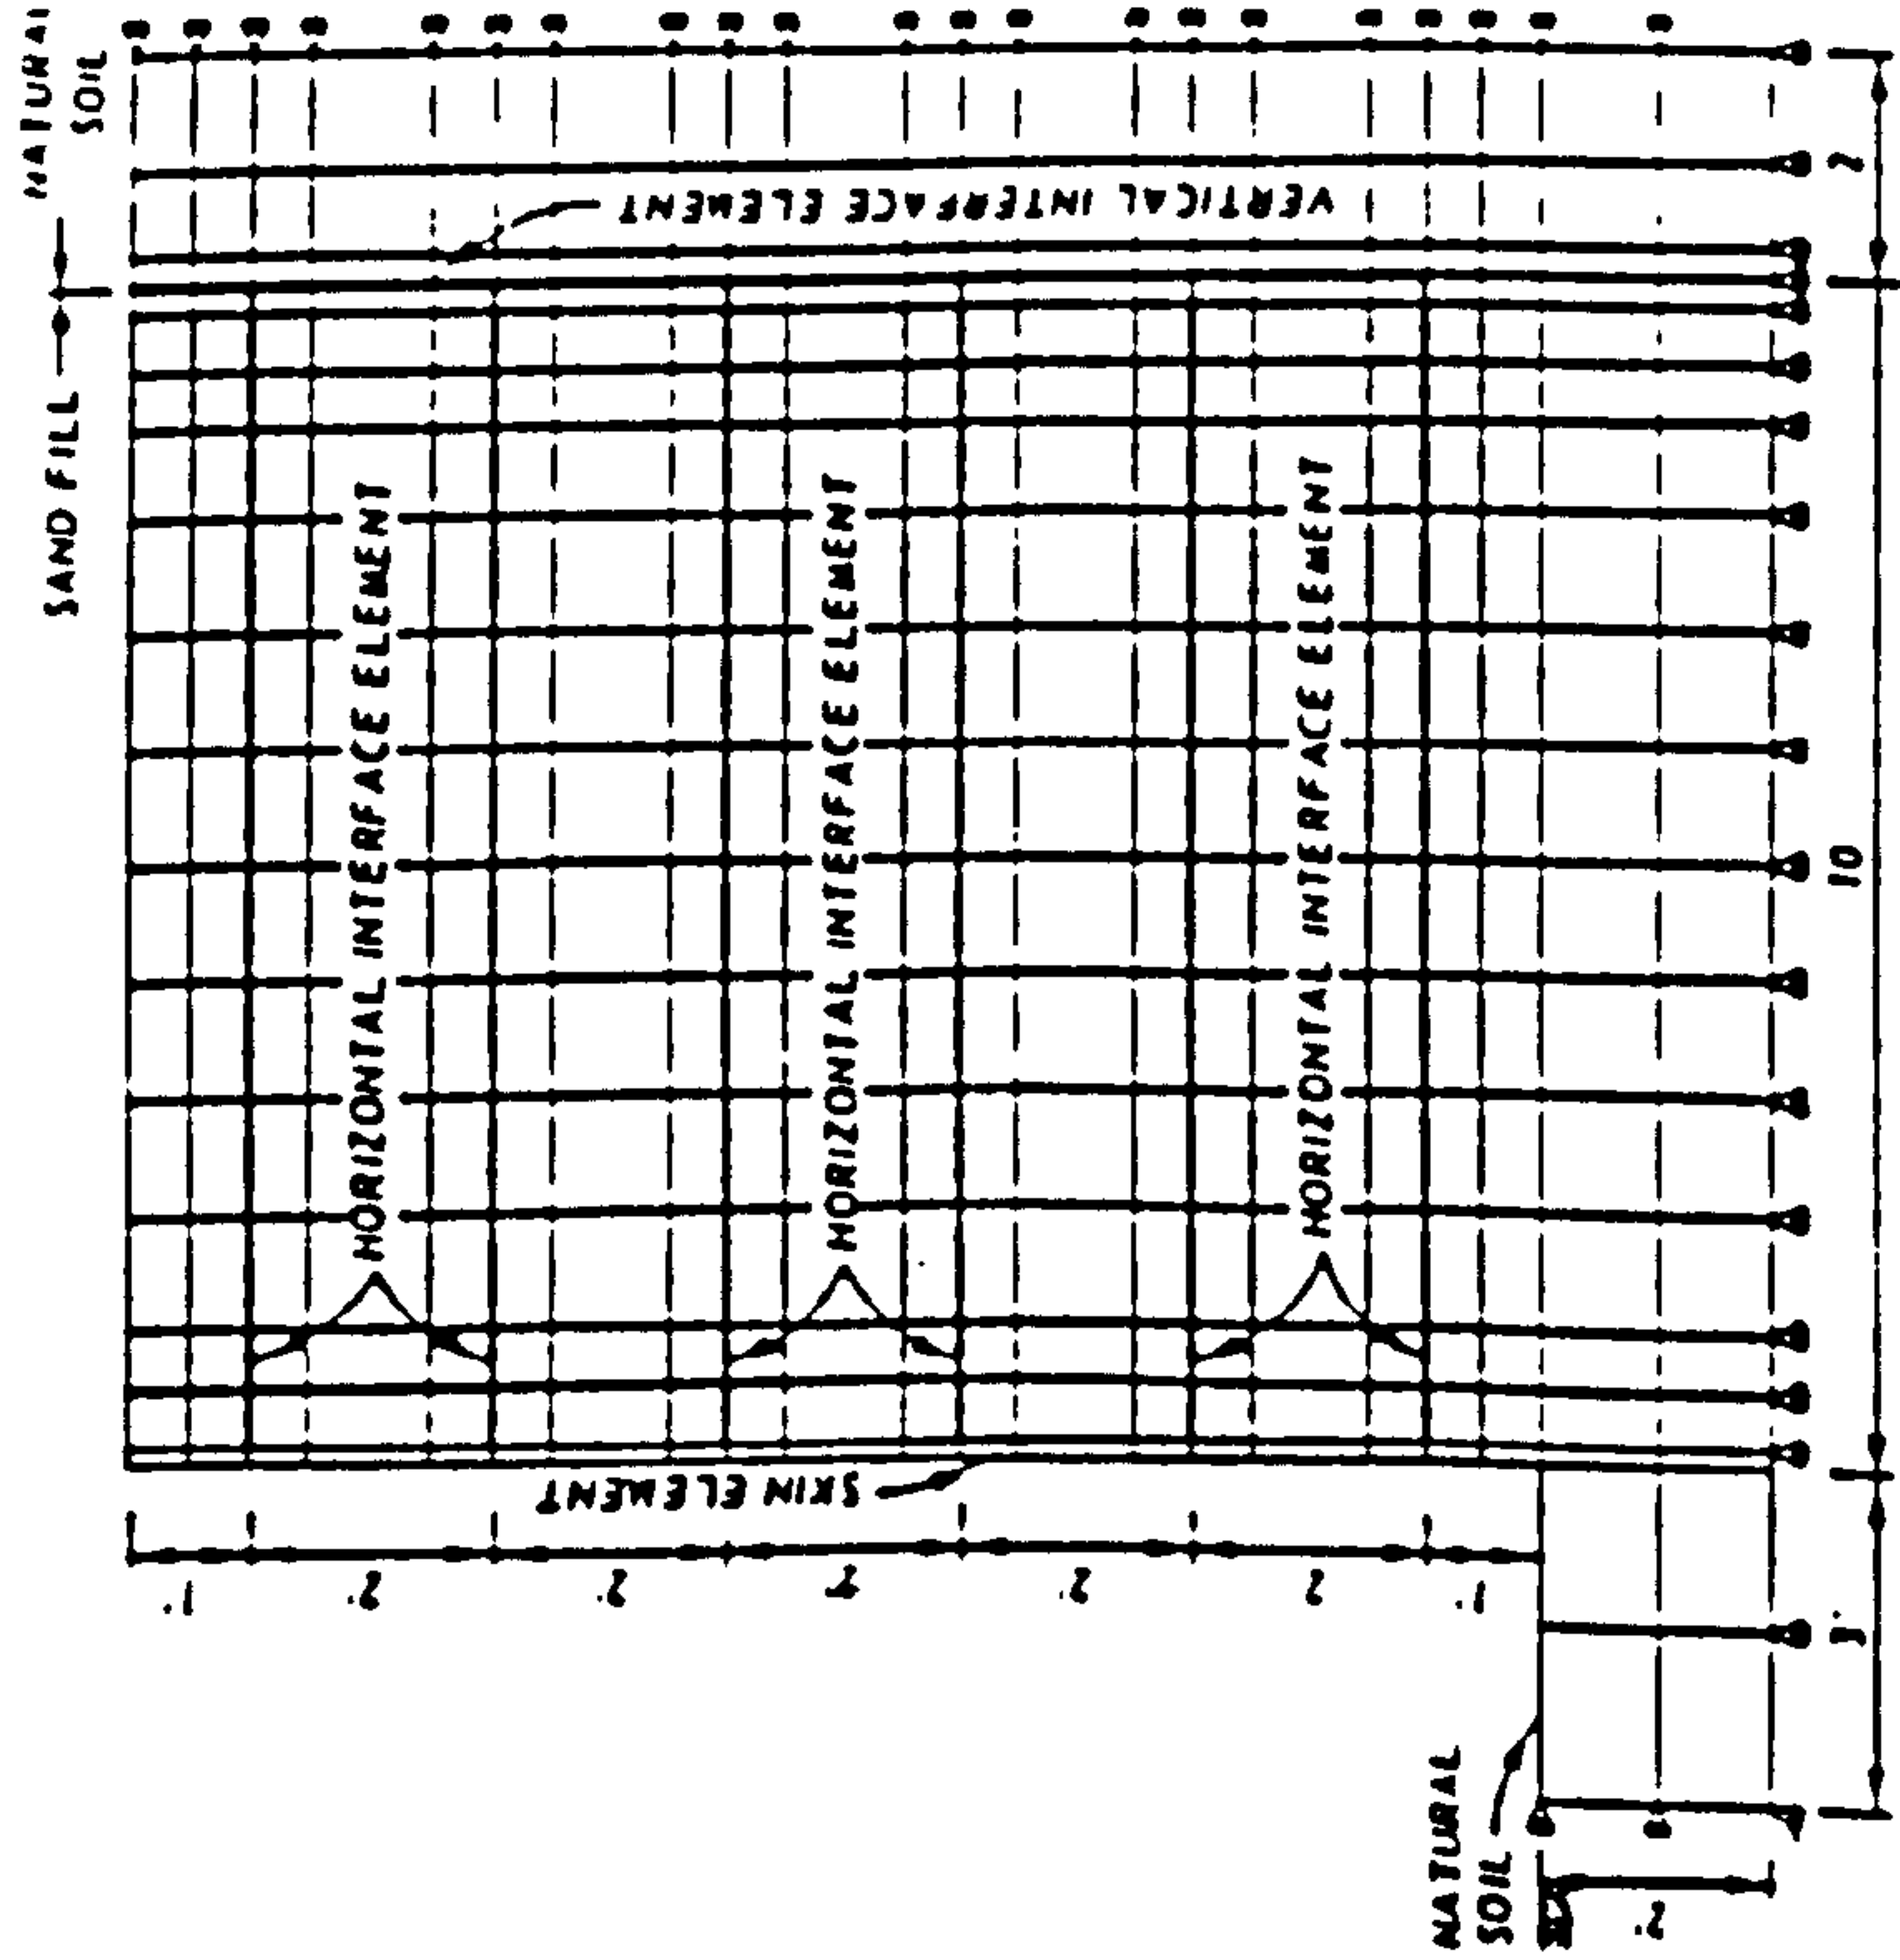 NATURAL
SOIL
SAND FILL
VERTICAL INTERFACE ELEMENT
HORIZONTAL INTERFACE ELEMENT
HORIZONTAL INTERFACE ELEMENT
HORIZONTAL INTERFACE ELEMENT
SKIN ELEMENT
1'
2'
2'
2'
2'
2
1'
NATURAL
SOIL
2'
3'
10
2